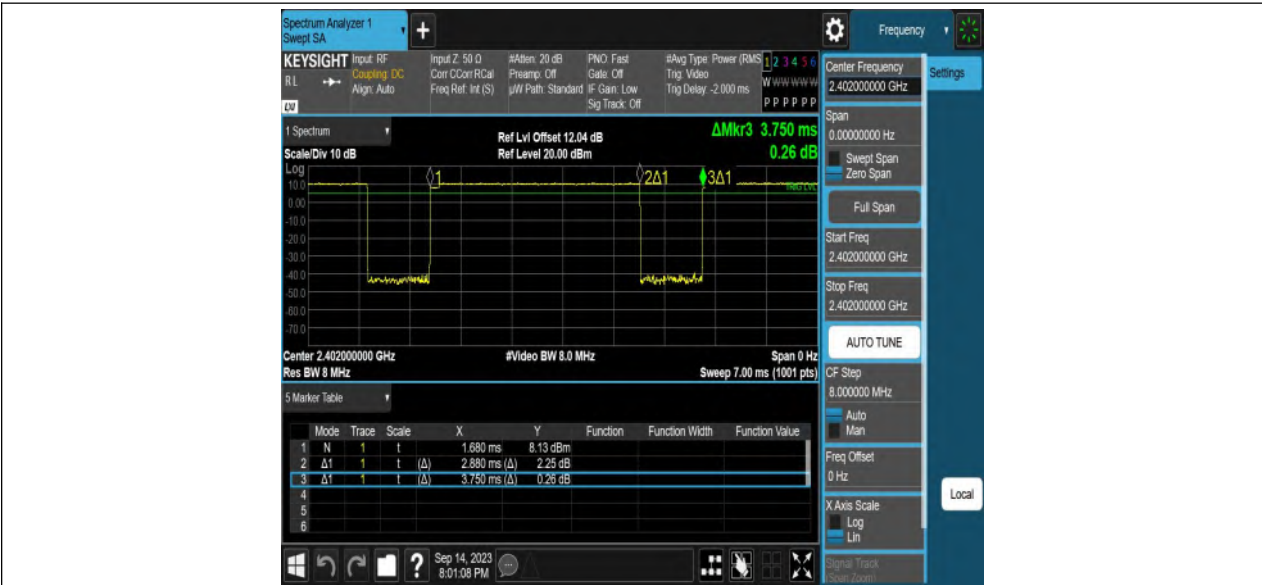 Spectrum Analyzer 1
Swept SA
+
Frequency
KEYSIGHT
RL
LXI
Input: RF
Coupling: DC
Align: Auto
Input Z: 50 Ω
Corr CCorr RCal
Freq Ref: Int (S)
#Atten: 20 dB
Preamp: Off
µW Path: Standard
PNO: Fast
Gate: Off
IF Gain: Low
Sig Track: Off
#Avg Type: Power (RMS
Trig: Video
Trig Delay: -2.000 ms
1 2 3 4 5 6
W W W W W W
P P P P P P
Center Frequency
2.402000000 GHz
Settings
1 Spectrum
Scale/Div 10 dB
Ref Lvl Offset 12.04 dB
Ref Level 20.00 dBm
ΔMkr3 3.750 ms
0.26 dB
Span
0.00000000 Hz
Swept Span
Zero Span
Log
10.0
0.00
-10.0
-20.0
-30.0
-40.0
-50.0
-60.0
-70.0
1
2Δ1
3Δ1
TRIG LVL
Full Span
Start Freq
2.402000000 GHz
Stop Freq
2.402000000 GHz
AUTO TUNE
Center 2.402000000 GHz
#Video BW 8.0 MHz
Span 0 Hz
Res BW 8 MHz
Sweep 7.00 ms (1001 pts)
CF Step
8.000000 MHz
Auto
Man
5 Marker Table
Mode Trace Scale X Y Function Function Width Function Value
1 N 1 t 1.680 ms 8.13 dBm
2 Δ1 1 t (Δ) 2.880 ms (Δ) 2.25 dB
3 Δ1 1 t (Δ) 3.750 ms (Δ) 0.26 dB
4
5
6
Freq Offset
0 Hz
X Axis Scale
Log
Lin
Local
Signal Track
(Span Zoom)
?
Sep 14, 2023
8:01:08 PM